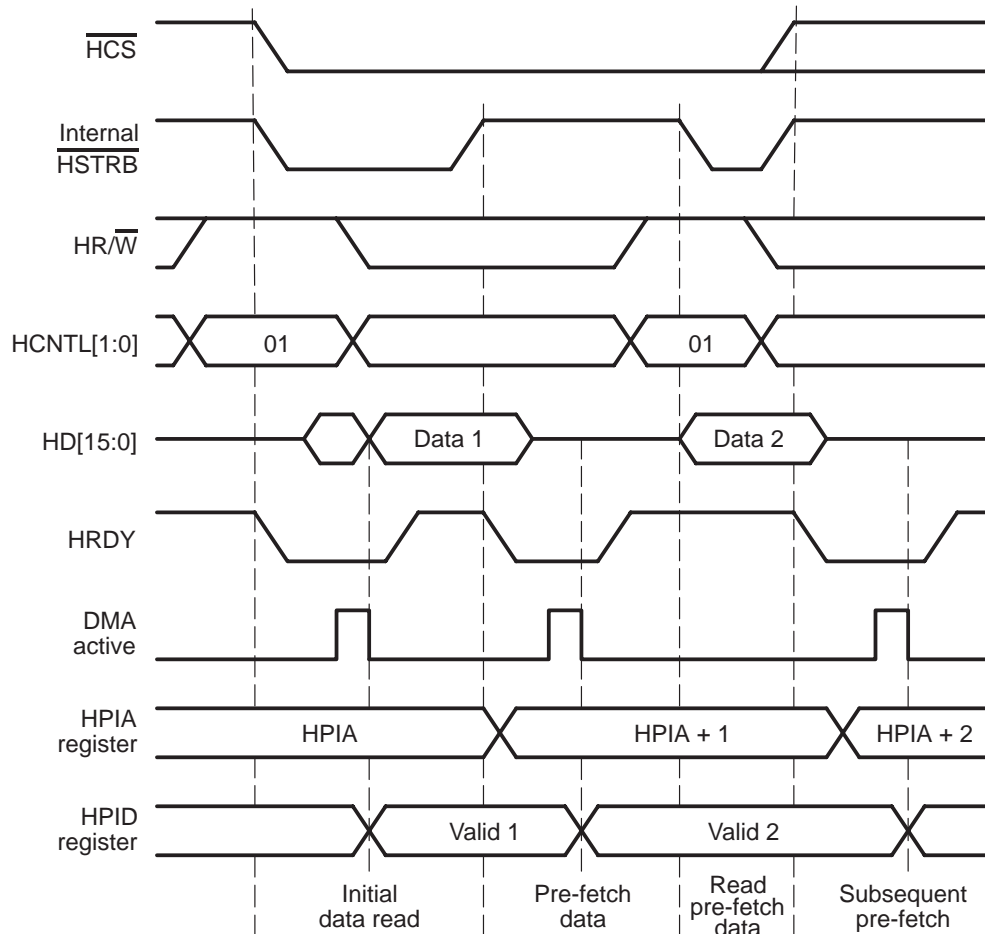 HCS
Internal
HSTRB
HR/W
HCNTL[1:0]
01
01
HD[15:0]
Data 1
Data 2
HRDY
DMA
active
HPIA
register
HPIA
HPIA + 1
HPIA + 2
HPID
register
Valid 1
Valid 2
Initial
data read
Pre-fetch
data
Read
pre-fetch
data
Subsequent
pre-fetch